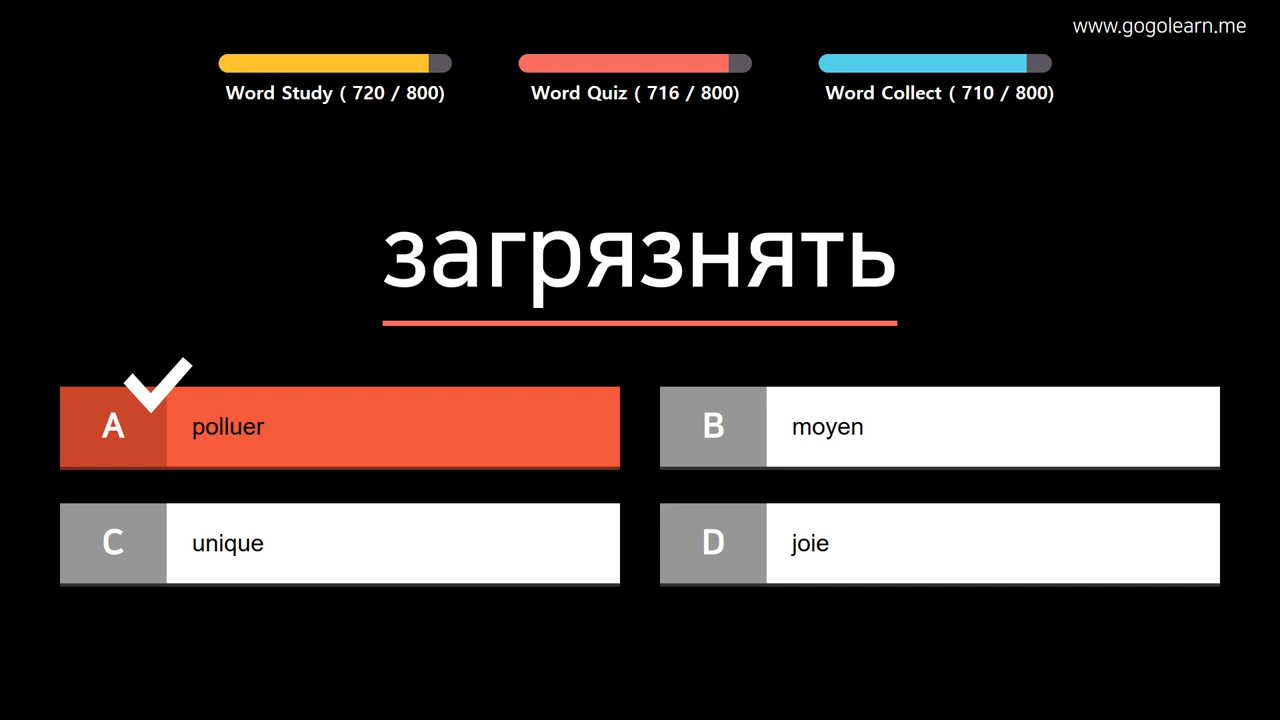 www.gogolearn.me
Word Study ( 720 / 800)
Word Quiz ( 716 / 800)
Word Collect ( 710 / 800)
загрязнять
A polluer
B moyen
C unique
D joie